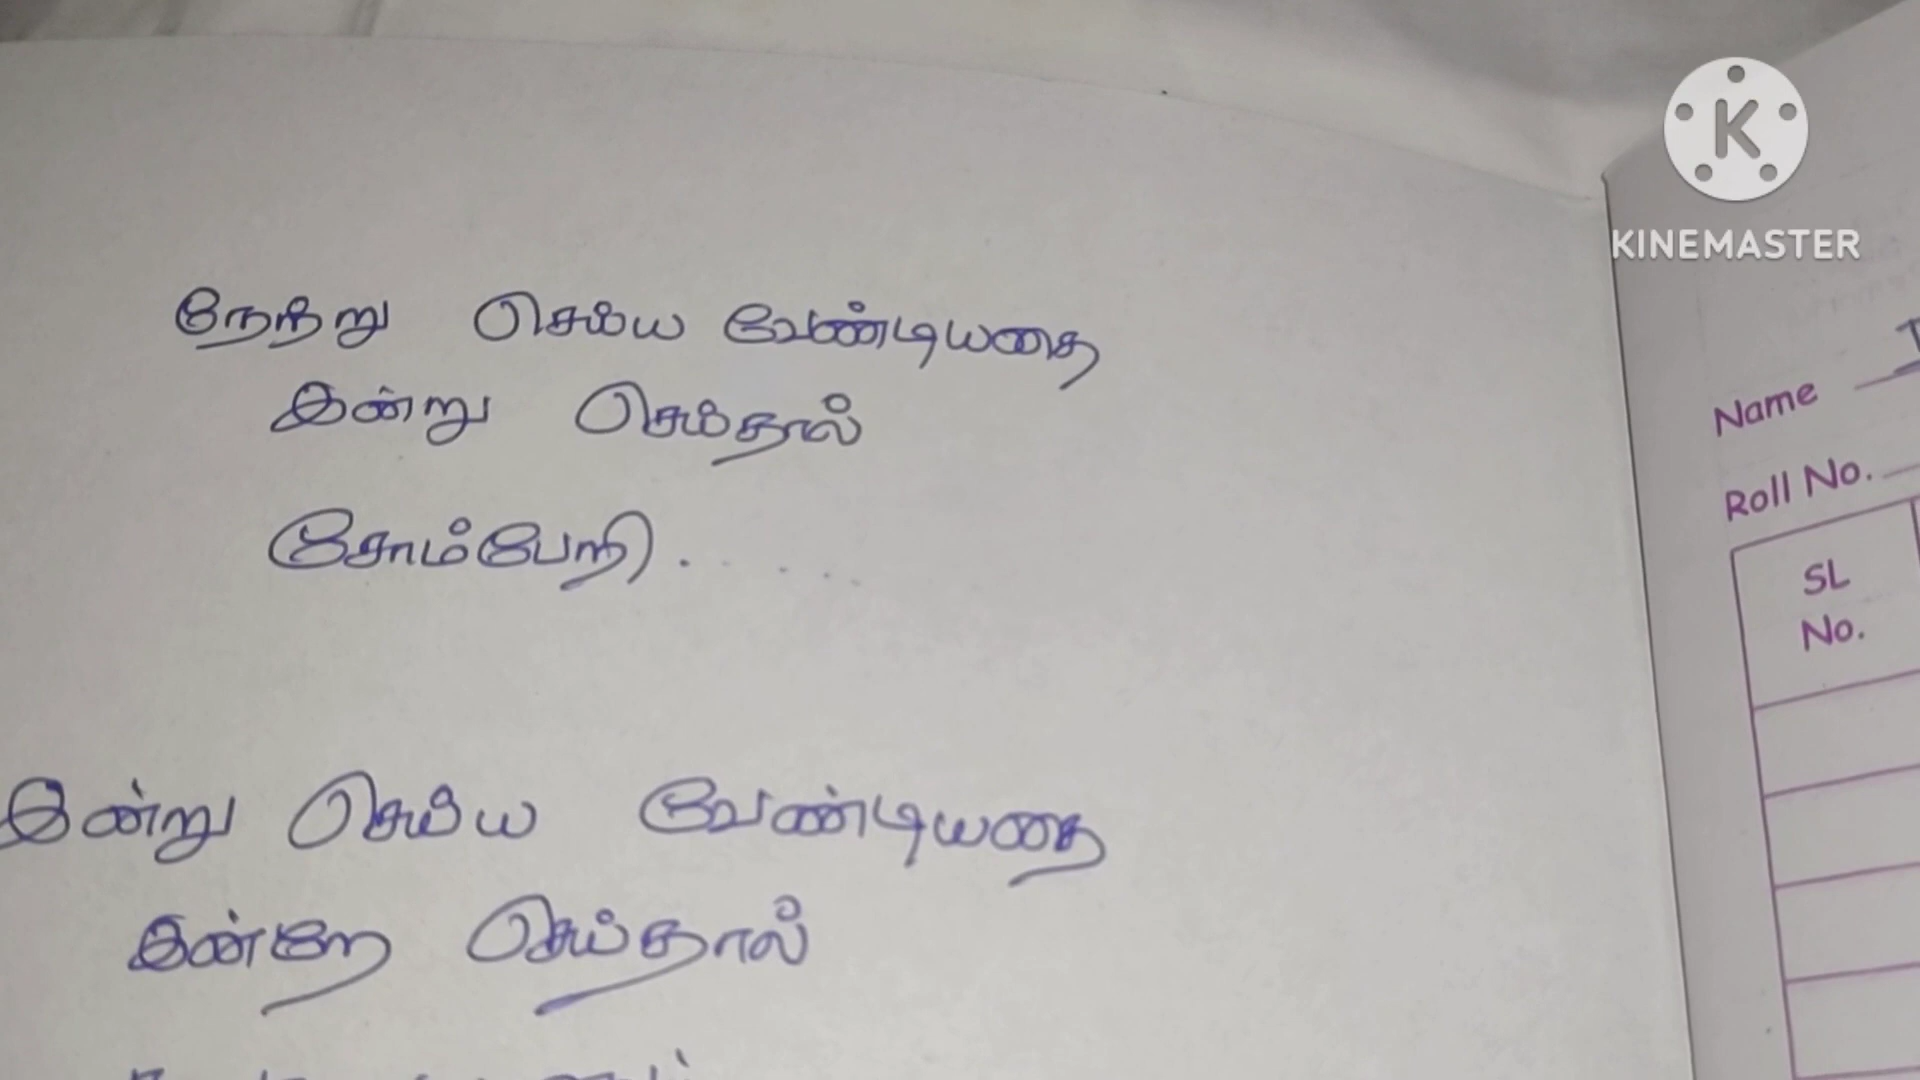 நேற்று செய்ய வேண்டியதை
இன்று செய்தால்
சோம்பேறி......
இன்று செய்ய வேண்டியதை
இன்றே செய்தால்
KINEMASTER
Name
Roll No.
SL
No.